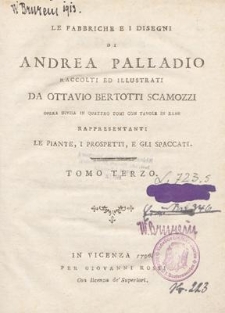 LE FABBRICHE E I DISEGNI
DI
ANDREA PALLADIO
RACCOLTI ED ILLUSTRATI
DA OTTAVIO BERTOTTI SCAMOZZI
OPERA DIVISA IN QUATTRO TOMI CON TAVOLE IN RAME
RAPPRESENTANTI
LE PIANTE, I PROSPETTI, E GLI SPACCATI.
TOMO TERZO
IN VICENZA
PER GIOVANNI ROSSI
Con licenza de' Superiori,